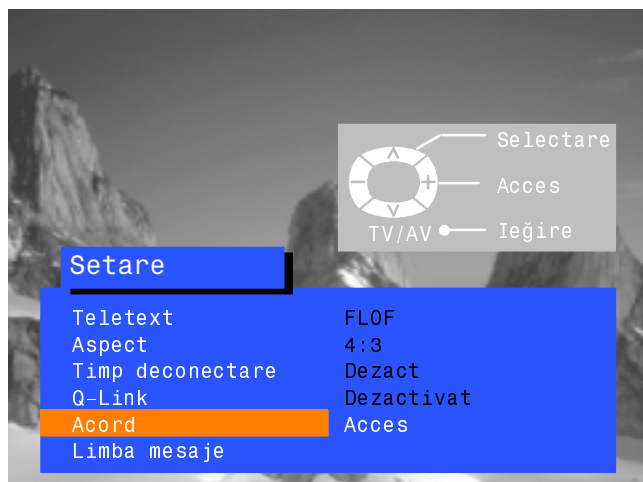 Selectare
Acces
TV/AV Ieğire
Setare
Teletext FLOF
Aspect 4:3
Timp deconectare Dezact
Q-Link Dezactivat
Acord Acces
Limba mesaje